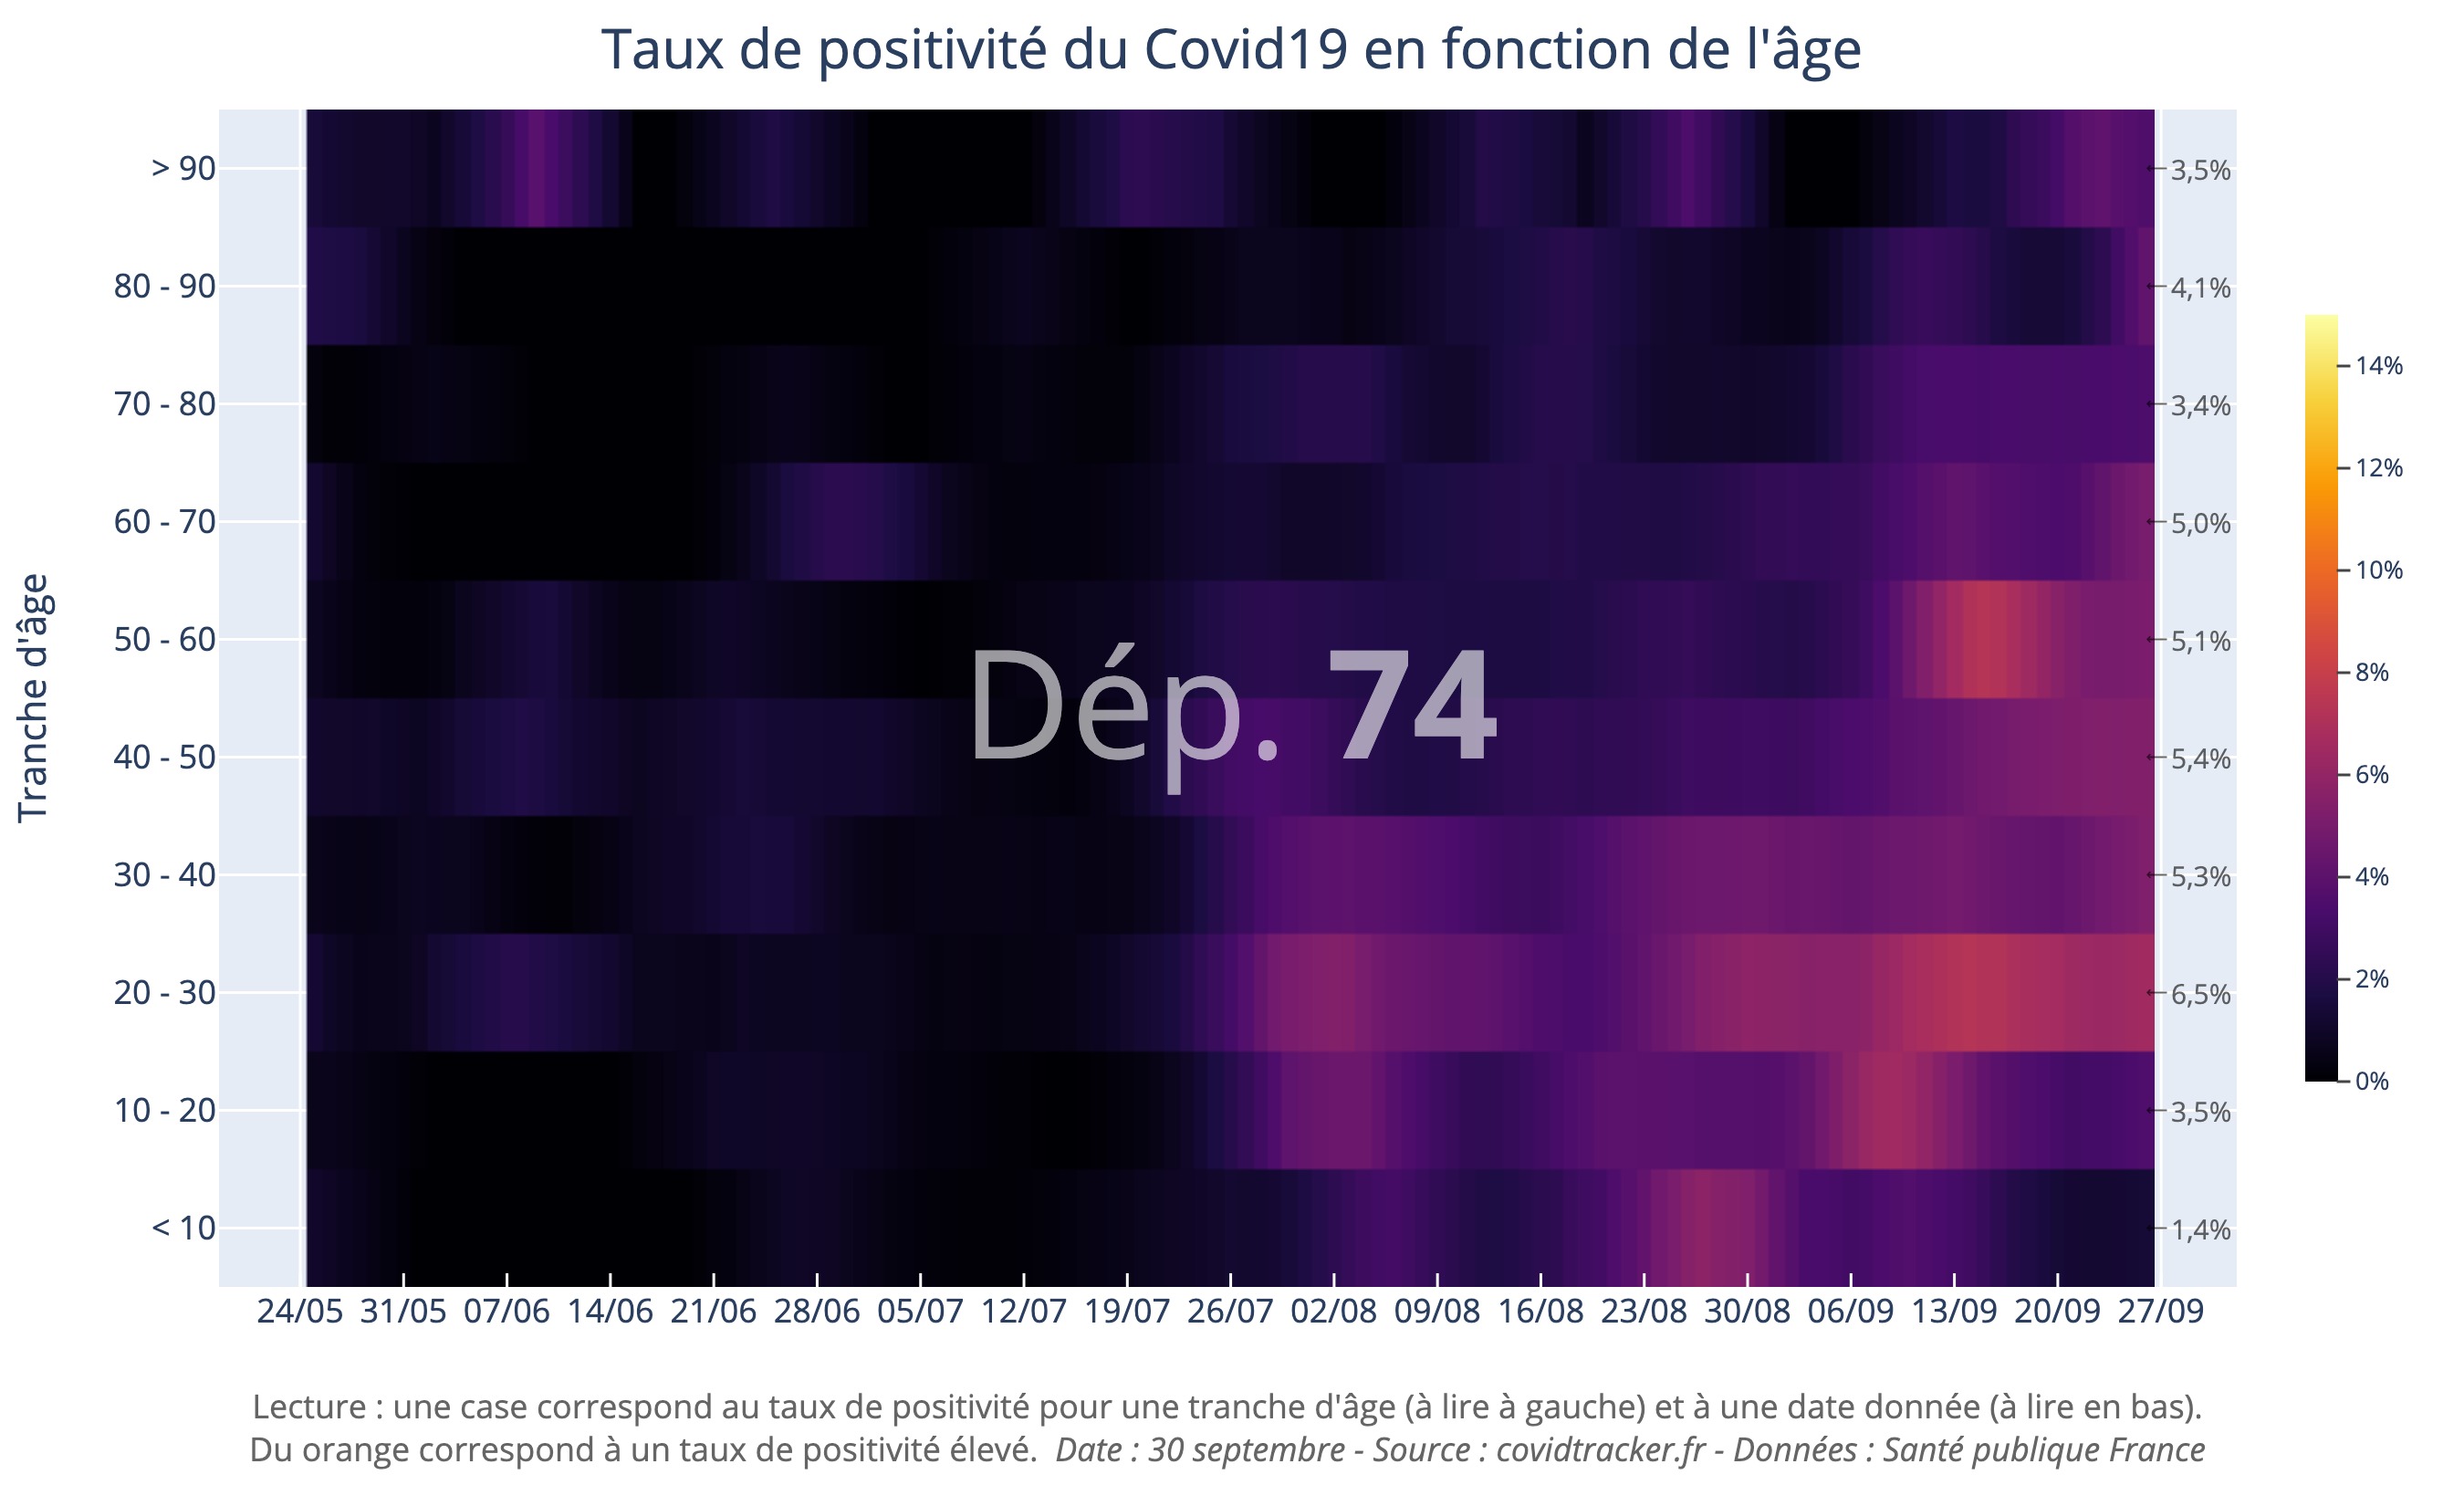 Taux de positivité du Covid19 en fonction de l'âge
Tranche d'âge
> 90
80 - 90
70 - 80
60 - 70
50 - 60
40 - 50
30 - 40
20 - 30
10 - 20
< 10
Dép. 74
3,5%
4,1%
3,4%
5,0%
5,1%
5,4%
5,3%
6,5%
3,5%
1,4%
14%
12%
10%
8%
6%
4%
2%
0%
24/05 31/05 07/06 14/06 21/06 28/06 05/07 12/07 19/07 26/07 02/08 09/08 16/08 23/08 30/08 06/09 13/09 20/09 27/09
Lecture : une case correspond au taux de positivité pour une tranche d'âge (à lire à gauche) et à une date donnée (à lire en bas).
Du orange correspond à un taux de positivité élevé. Date : 30 septembre - Source : covidtracker.fr - Données : Santé publique France